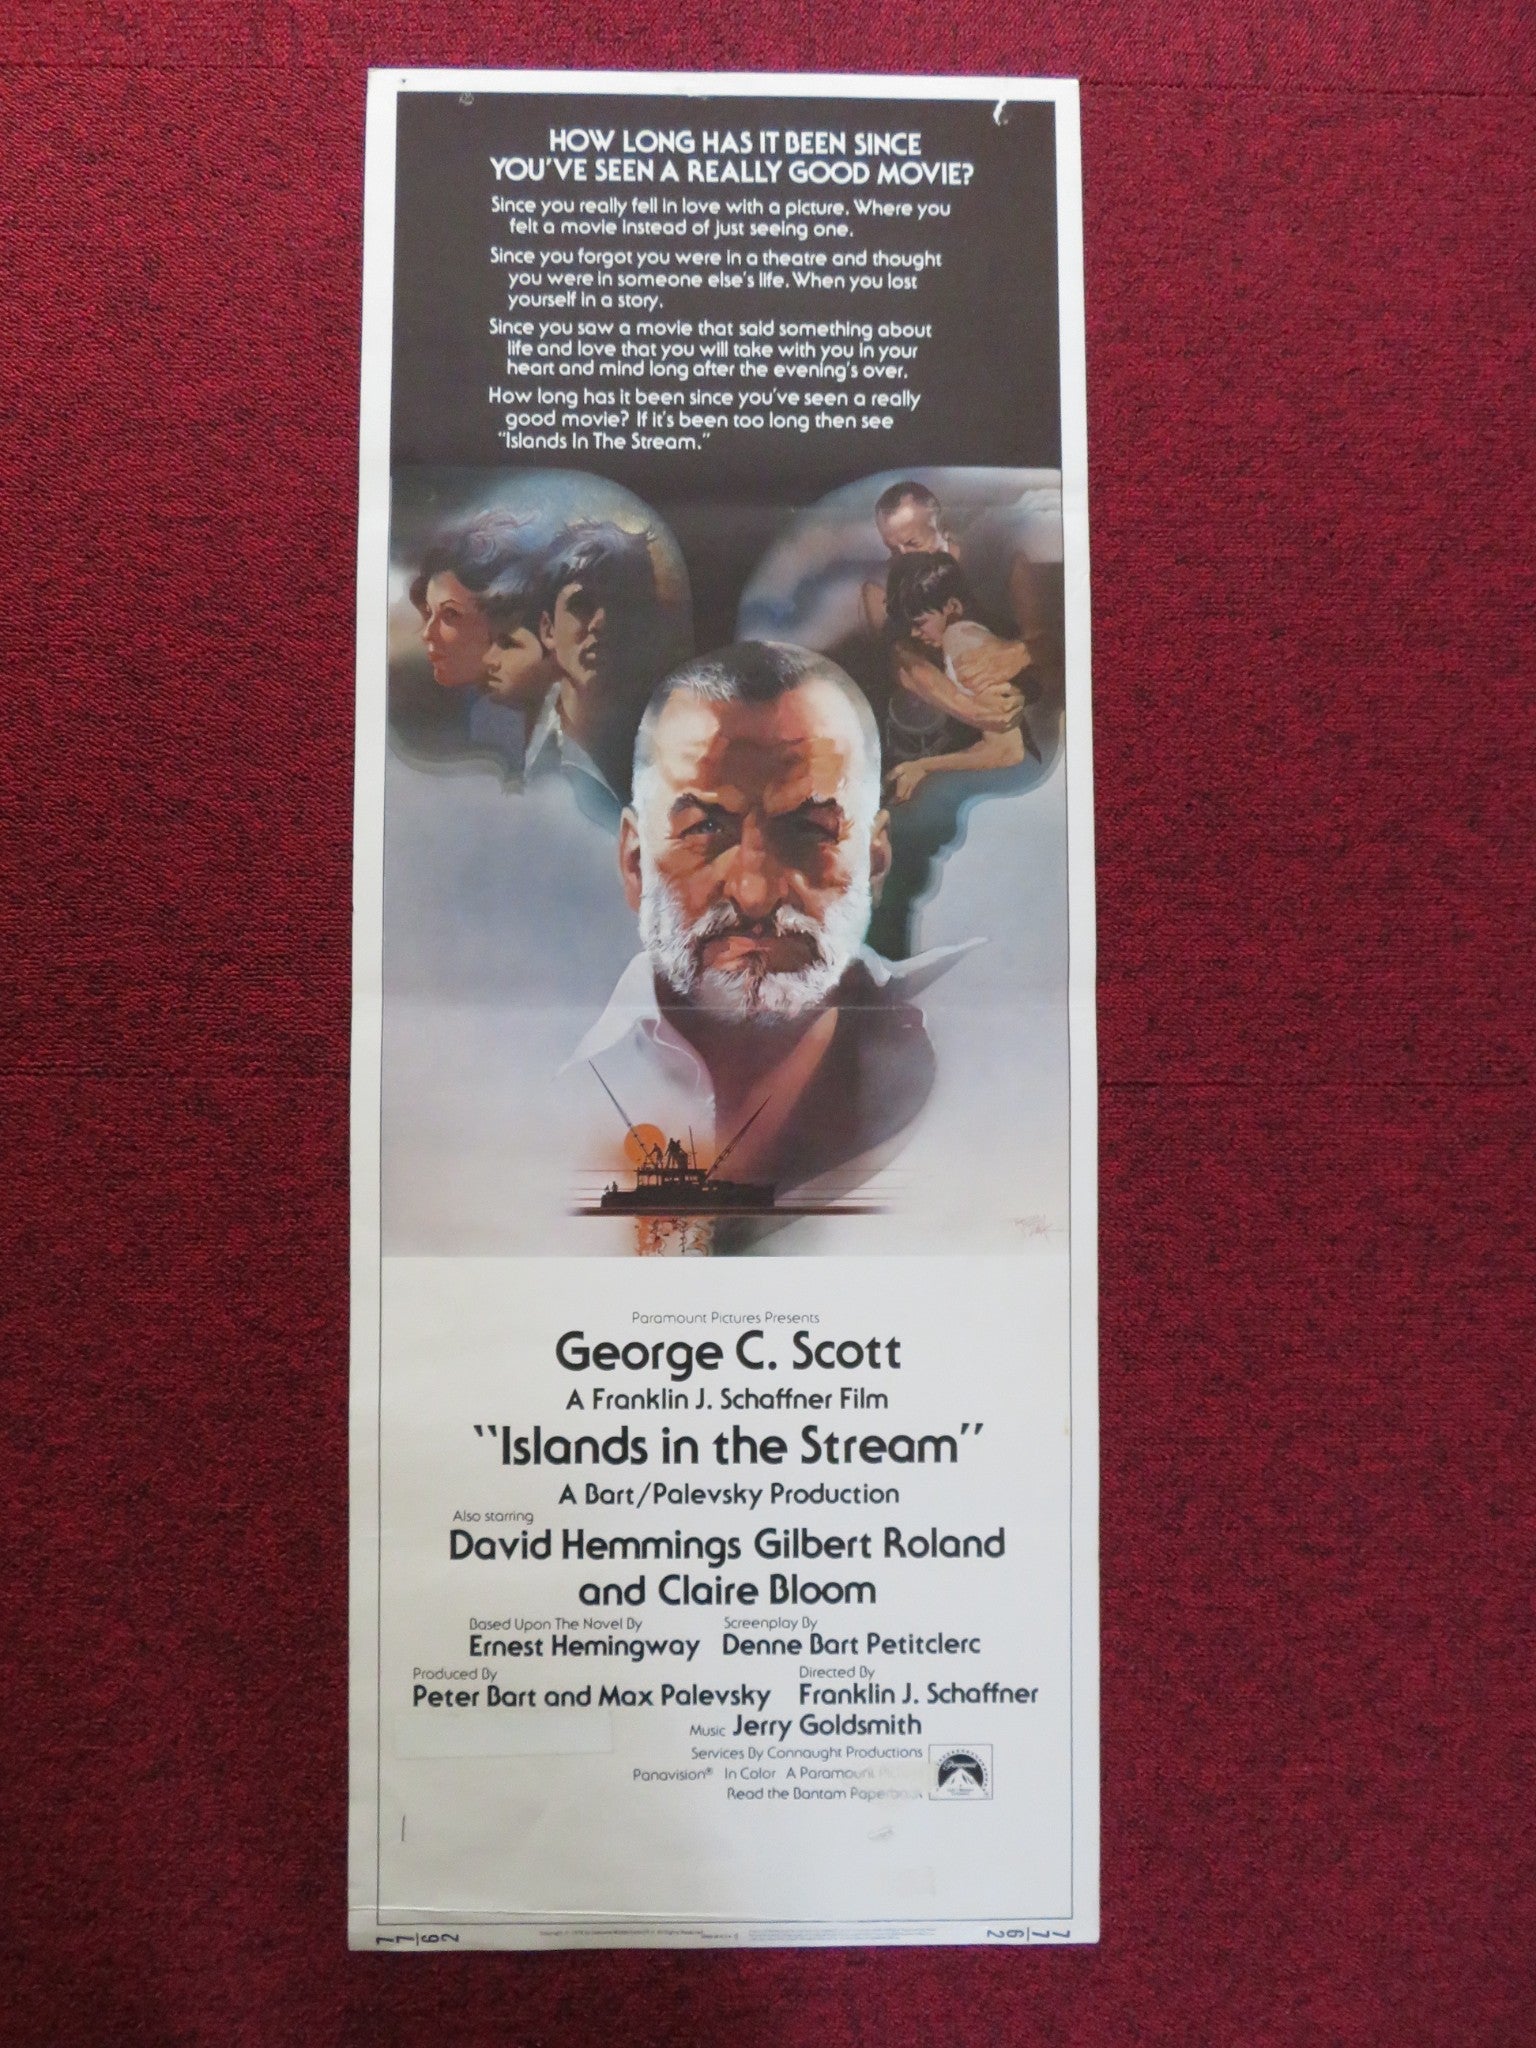 HOW LONG HAS IT BEEN SINCE
YOU'VE SEEN A REALLY GOOD MOVIE?
Since you really fell in love with a picture. Where you
felt a movie instead of just seeing one.
Since you forgot you were in a theatre and thought
you were in someone else's life. When you lost
yourself in a story.
Since you saw a movie that said something about
life and love that you will take with you in your
heart and mind long after the evening's over.
How long has it been since you've seen a really
good movie? If it's been too long then see
"Islands In The Stream."
Paramount Pictures Presents
George C. Scott
A Franklin J. Schaffner Film
"Islands in the Stream"
A Bart/Palevsky Production
Also starring
David Hemmings Gilbert Roland
and Claire Bloom
Based Upon The Novel By Screenplay By
Ernest Hemingway Denne Bart Petitclerc
Produced By Directed By
Peter Bart and Max Palevsky Franklin J. Schaffner
Music Jerry Goldsmith
Services By Connaught Productions
Panavision® In Color A Paramount Picture
Read the Bantam Paperback
77/62 77/62